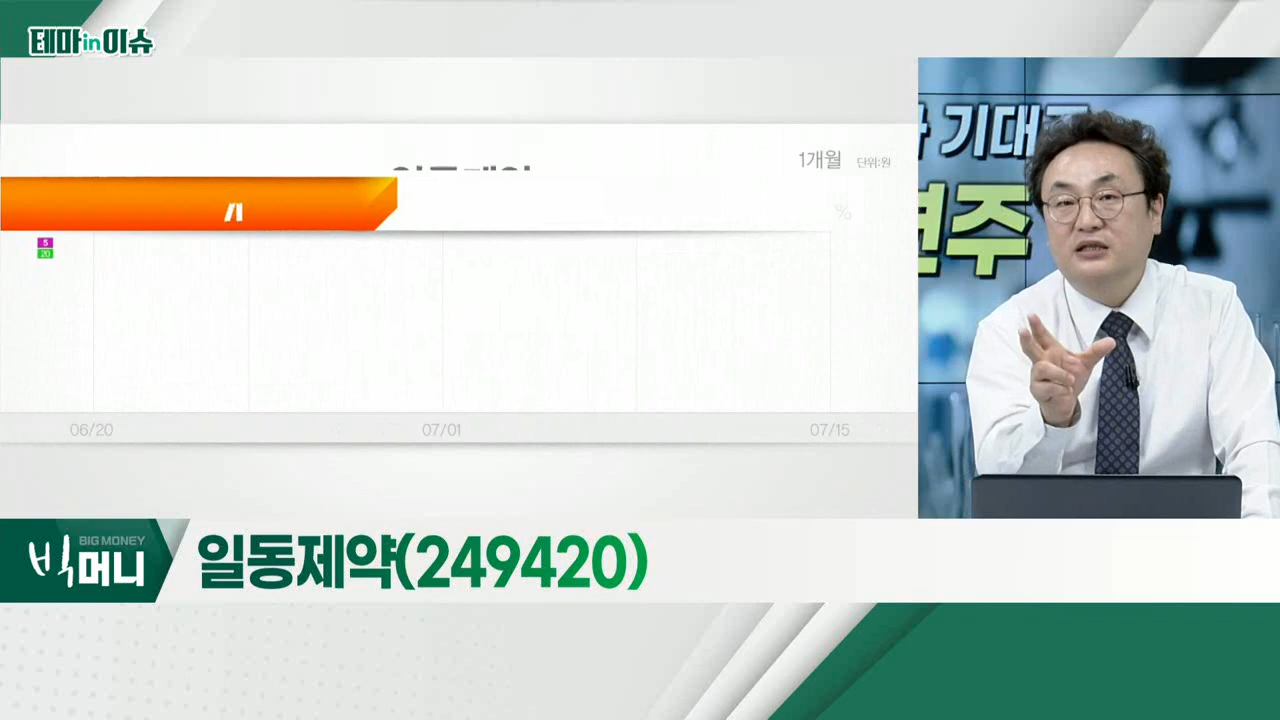 테마in이슈
기대
1개월 단위:원
%
5
20
06/20 07/01 07/15
BIG MONEY
빅머니
일동제약(249420)